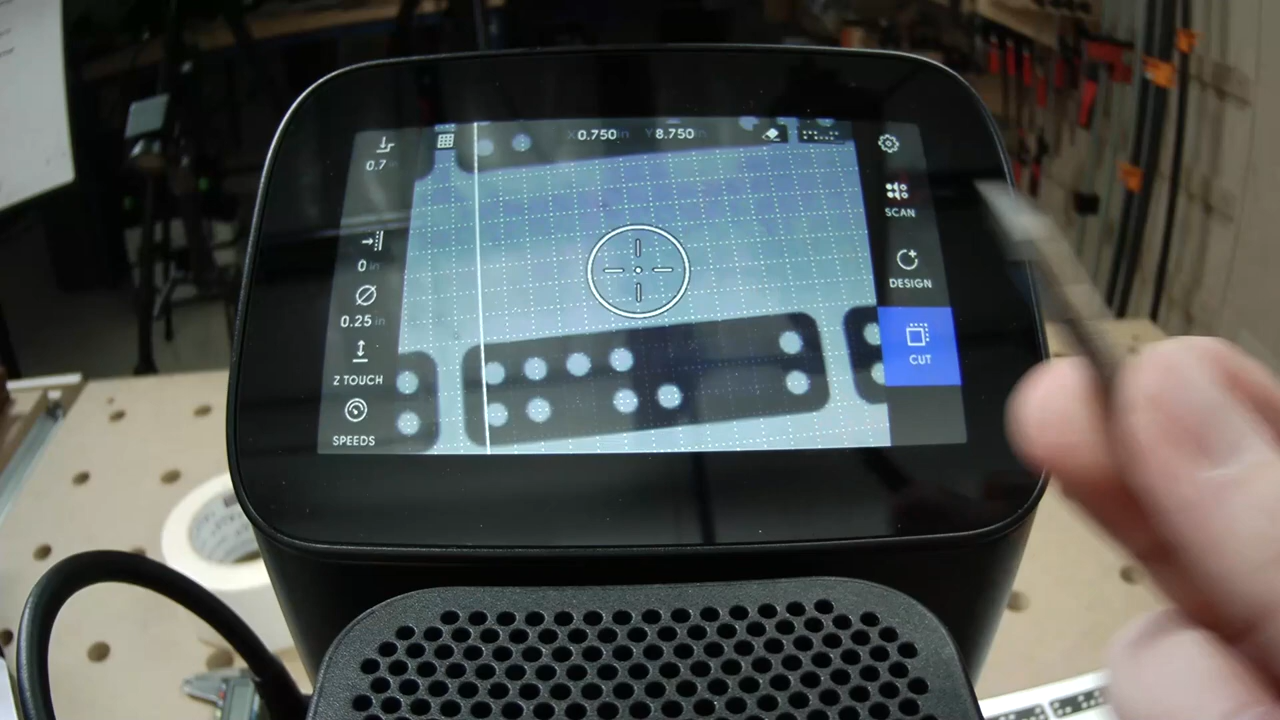 X 0.750 in Y 8.750 in
0.7
0 in
0.25 in
Z TOUCH
SPEEDS
SCAN
DESIGN
CUT